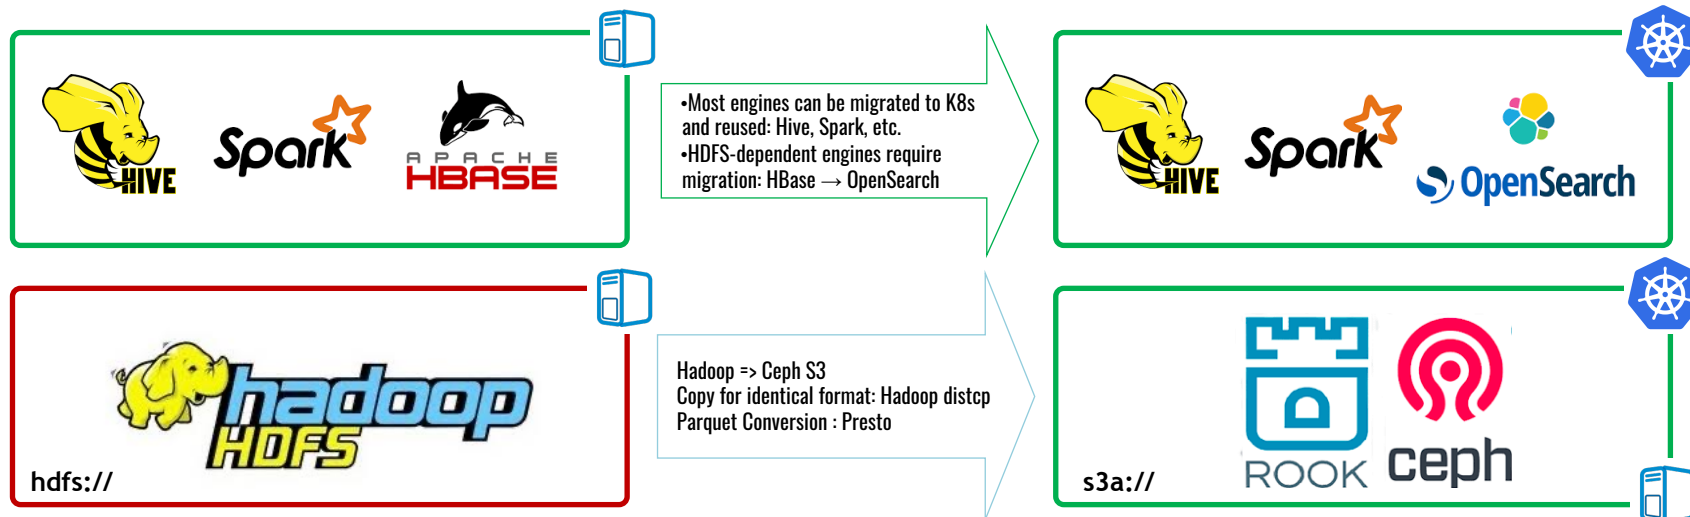 HIVE
Spark
APACHE
HBASE
•Most engines can be migrated to K8s
and reused: Hive, Spark, etc.
•HDFS-dependent engines require
migration: HBase → OpenSearch
HIVE
Spark
OpenSearch
hadoop
HDFS
hdfs://
Hadoop => Ceph S3
Copy for identical format: Hadoop distcp
Parquet Conversion : Presto
ROOK
ceph
s3a://